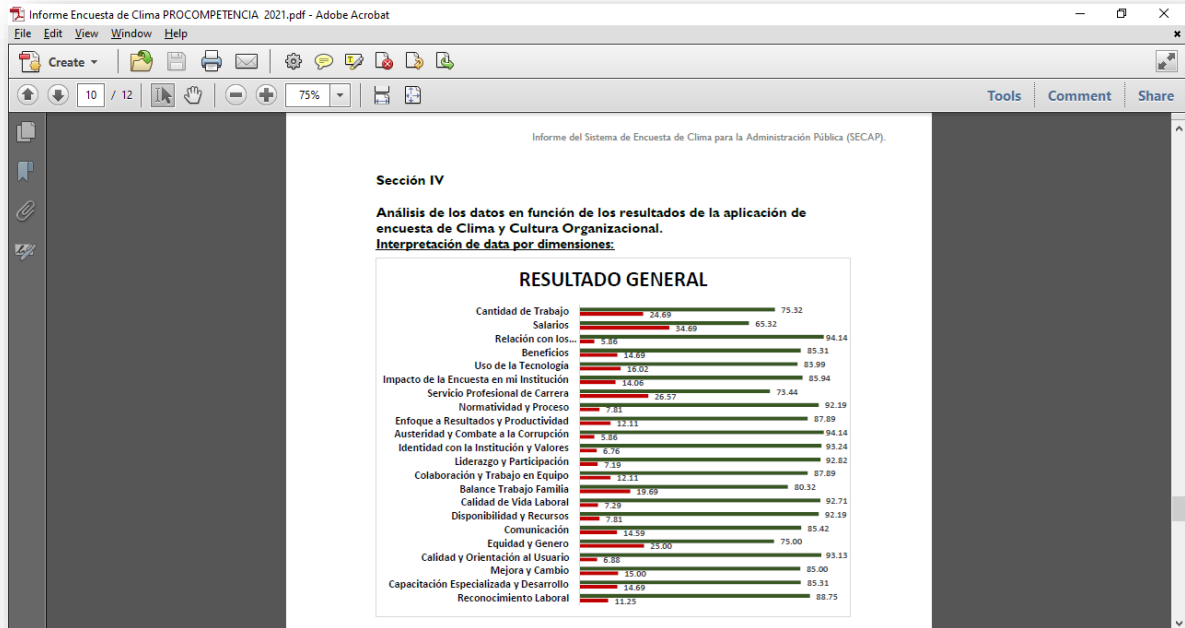 Informe Encuesta de Clima PROCOMPETENCIA 2021.pdf - Adobe Acrobat
File Edit View Window Help
Create
10 / 12 75% Tools Comment Share
Informe del Sistema de Encuesta de Clima para la Administración Pública (SECAP).
Sección IV
Análisis de los datos en función de los resultados de la aplicación de
encuesta de Clima y Cultura Organizacional.
Interpretación de data por dimensiones:
RESULTADO GENERAL
Cantidad de Trabajo 75.32
24.69
Salarios 65.32
34.69
Relación con los... 94.14
5.86
Beneficios 85.31
14.69
Uso de la Tecnología 83.99
16.02
Impacto de la Encuesta en mi Institución 85.94
14.06
Servicio Profesional de Carrera 73.44
26.57
Normatividad y Proceso 92.19
7.81
Enfoque a Resultados y Productividad 87.89
12.11
Austeridad y Combate a la Corrupción 94.14
5.86
Identidad con la Institución y Valores 93.24
6.76
Liderazgo y Participación 92.82
7.19
Colaboración y Trabajo en Equipo 87.89
12.11
Balance Trabajo Familia 80.32
19.69
Calidad de Vida Laboral 92.71
7.29
Disponibilidad y Recursos 92.19
7.81
Comunicación 85.42
14.59
Equidad y Genero 75.00
25.00
Calidad y Orientación al Usuario 93.13
6.88
Mejora y Cambio 85.00
15.00
Capacitación Especializada y Desarrollo 85.31
14.69
Reconocimiento Laboral 88.75
11.25